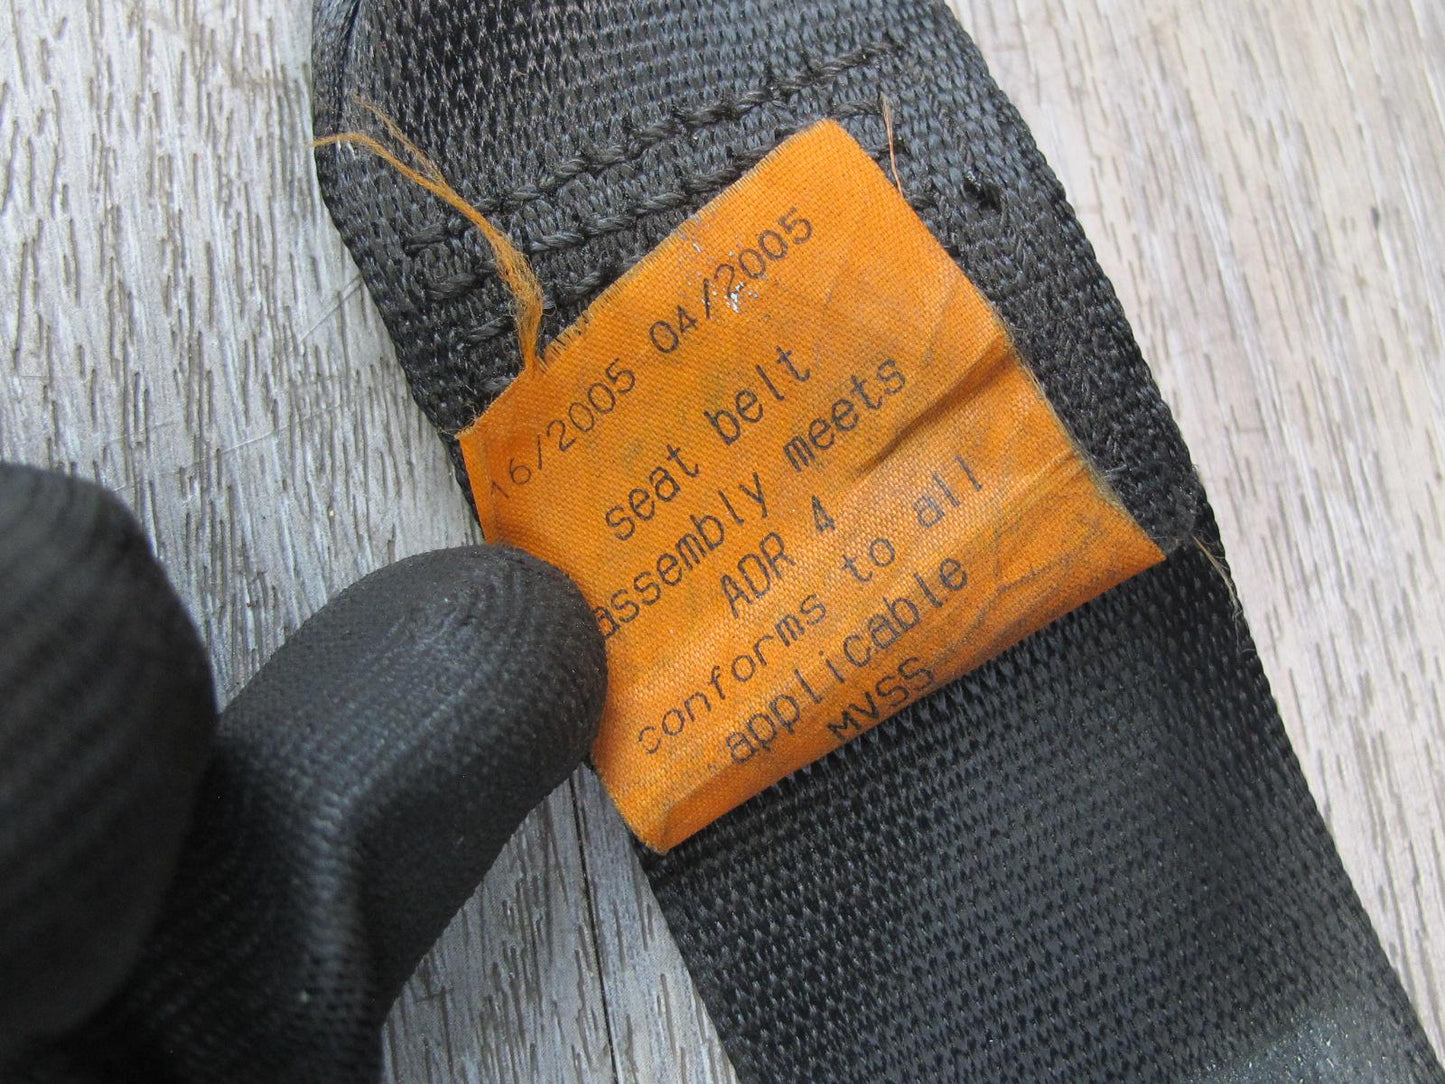 16/2005 04/2005
seat belt
assembly meets
ADR 4
conforms to all
applicable
MVSS